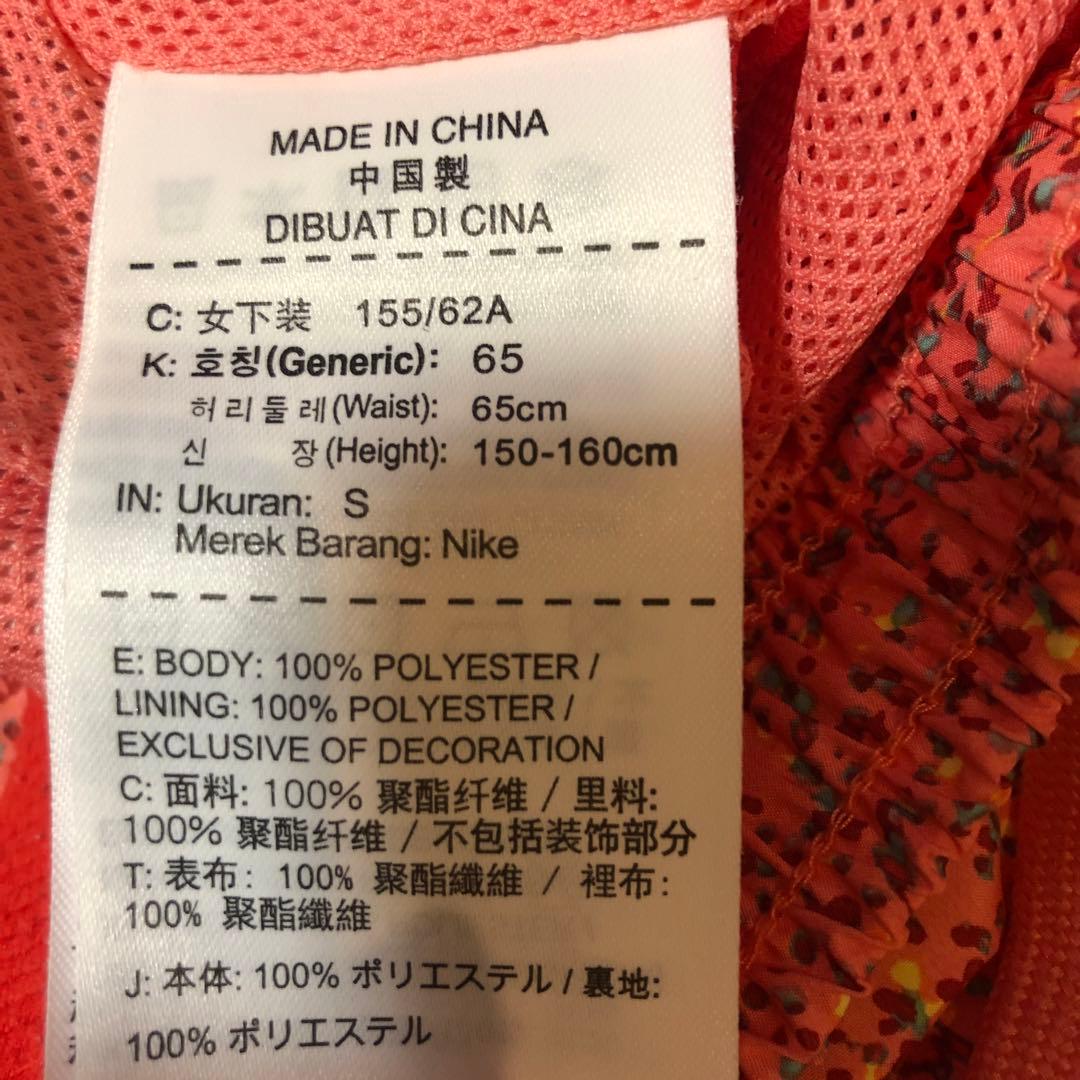 MADE IN CHINA
中国製
DIBUAT DI CINA
C: 女下装 155/62A
K: 호칭(Generic): 65
허리둘레(Waist): 65cm
신 장(Height): 150-160cm
IN: Ukuran: S
Merek Barang: Nike
E: BODY: 100% POLYESTER /
LINING: 100% POLYESTER /
EXCLUSIVE OF DECORATION
C: 面料: 100% 聚酯纤维 / 里料:
100% 聚酯纤维 / 不包括装饰部分
T: 表布: 100% 聚酯纖維 / 裡布:
100% 聚酯纖維
J: 本体: 100% ポリエステル / 裏地:
100% ポリエステル